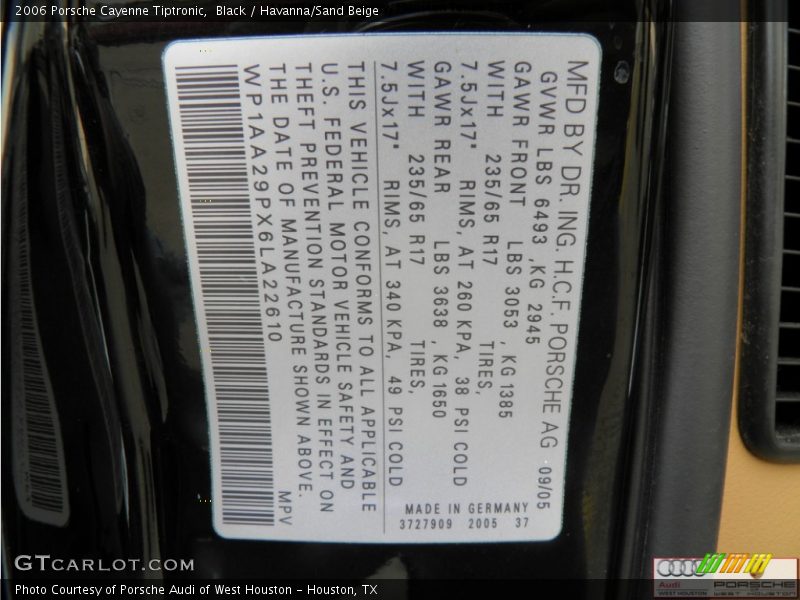 2006 Porsche Cayenne Tiptronic,  Black / Havanna/Sand Beige
MFD BY DR. ING. H.C.F. PORSCHE AG 09/05
GVWR LBS 6493 ,KG 2945
GAWR FRONT LBS 3053 , KG 1385
WITH 235/65 R17 TIRES,
7.5Jx17" RIMS, AT 260 KPA, 38 PSI COLD
GAWR REAR LBS 3638 , KG 1650
WITH 235/65 R17 TIRES,
7.5Jx17" RIMS, AT 340 KPA, 49 PSI COLD
MADE IN GERMANY
3727909 2005 37
THIS VEHICLE CONFORMS TO ALL APPLICABLE
U.S. FEDERAL MOTOR VEHICLE SAFETY AND
THEFT PREVENTION STANDARDS IN EFFECT ON
THE DATE OF MANUFACTURE SHOWN ABOVE.
WP1AA29PX6LA22610 MPV
GTcarlot.com
Photo Courtesy of Porsche Audi of West Houston - Houston, TX
Audi
WEST HOUSTON
PORSCHE
WEST HOUSTON